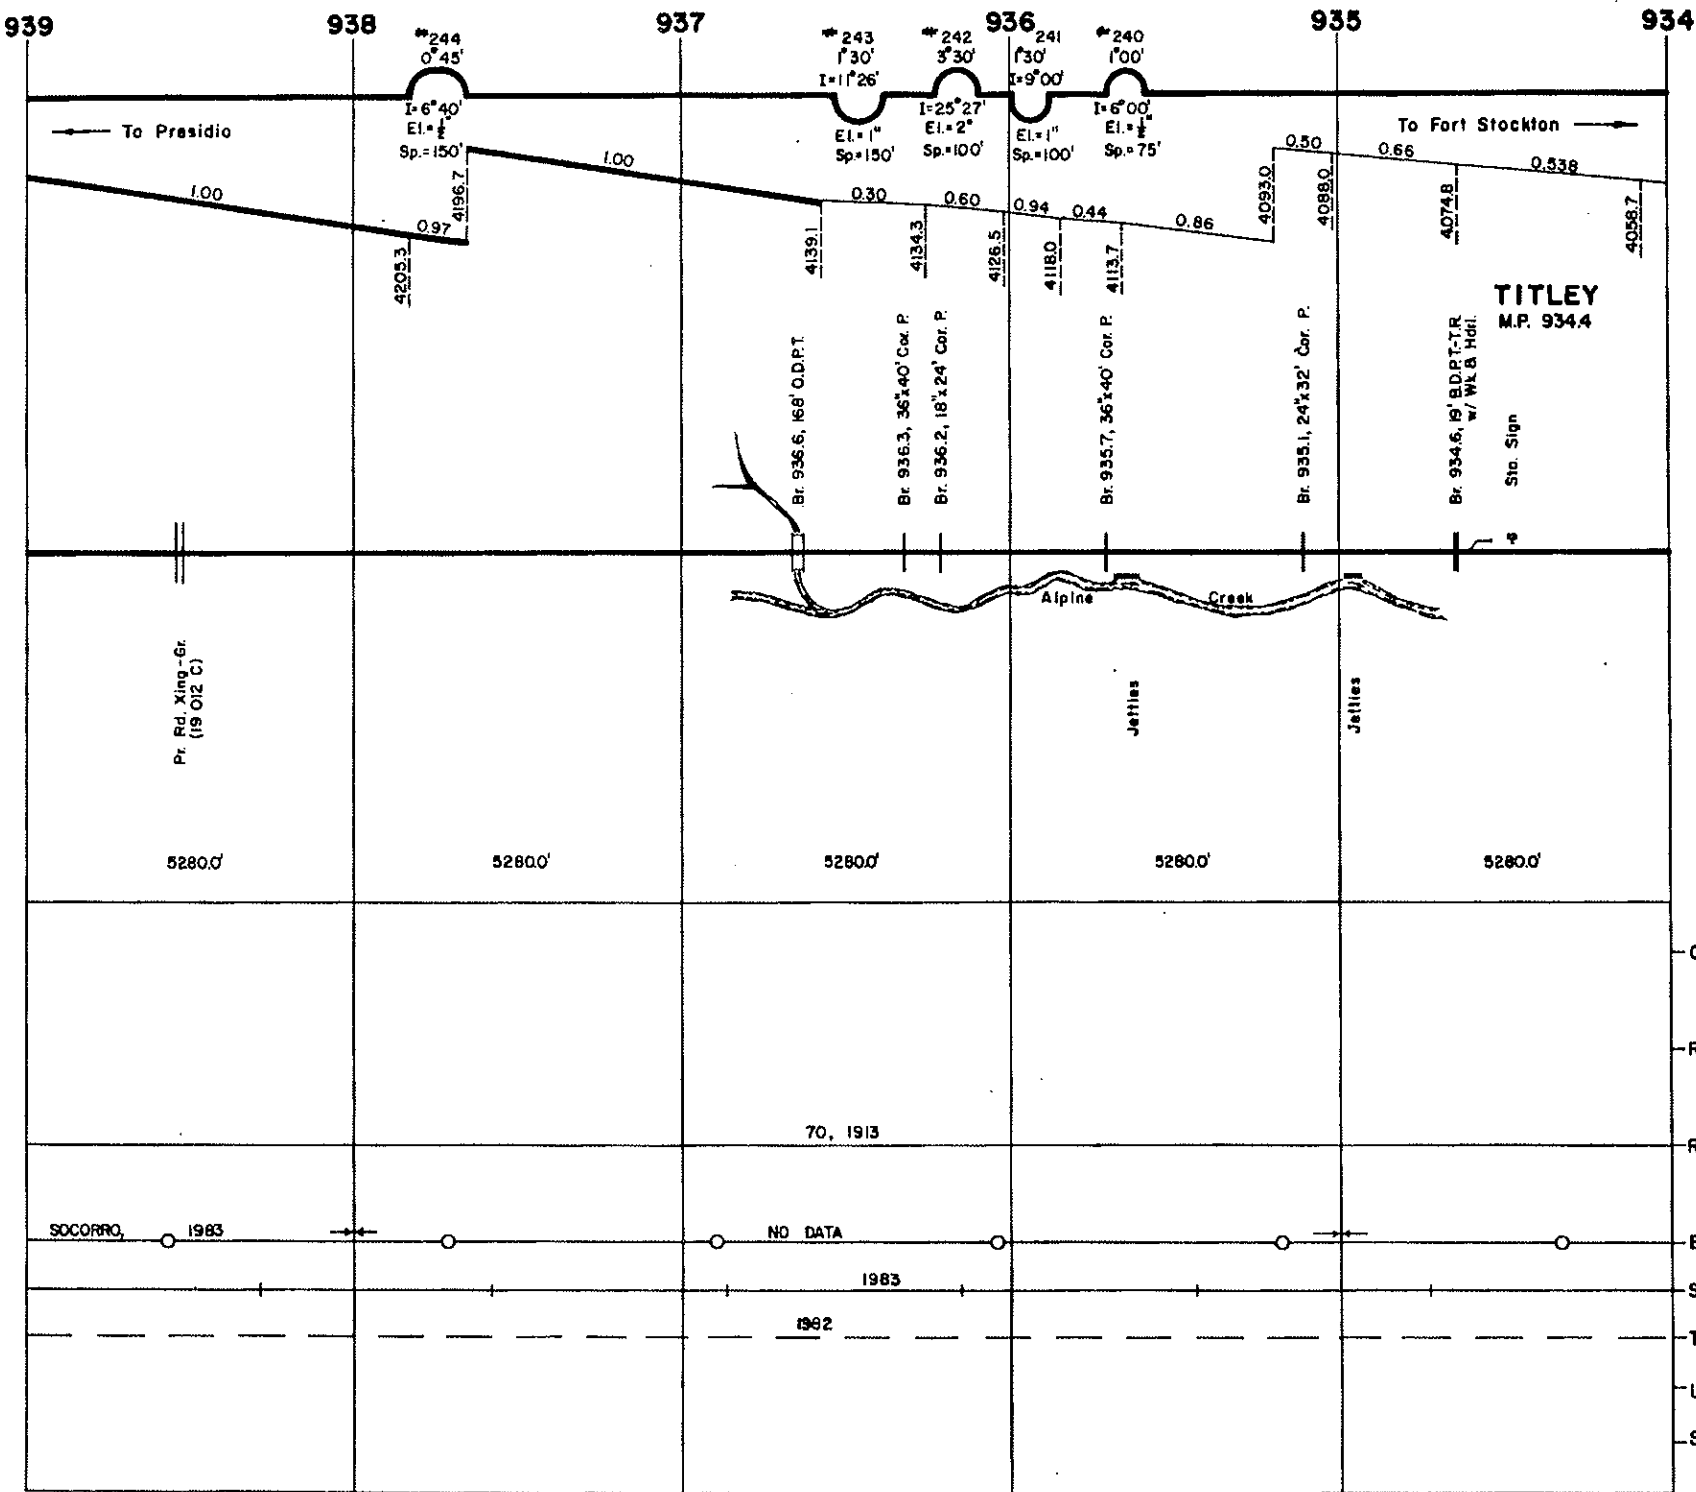 939 938 937 936 935 934
#244
0°45'
I=6°40'
El.=½"
Sp.=150'
#243
1°30'
I=11°26'
El.=1"
Sp.=150'
#242
3°30'
I=25°27'
El.=2"
Sp.=100'
241
1°30'
I=9°00'
El.=1"
Sp.=100'
#240
1°00'
I=6°00'
El.=½"
Sp.=75'
To Presidio
To Fort Stockton
1.00
0.97
1.00
0.30
0.60
0.94
0.44
0.86
0.50
0.66
0.538
4205.3
4196.7
4139.1
4134.3
4126.5
4118.0
4113.7
4093.0
4088.0
4074.8
4058.7
TITLEY
M.P. 934.4
Br. 936.6, 168' O.D.P.T.
Br. 936.3, 36"x40' Cor. P.
Br. 936.2, 18"x24' Cor. P.
Br. 935.7, 36"x40' Cor. P.
Br. 935.1, 24"x32' Cor. P.
Br. 934.6, 19' B.D.P.T.-T.R.
w/ Wk. & Hdrl.
Sta. Sign
Alpine Creek
Pr. Rd. Xing-Gr.
(19 012 C)
Jetties
Jetties
5280.0' 5280.0' 5280.0' 5280.0' 5280.0'
70, 1913
SOCORRO, 1983 NO DATA
1983
1982